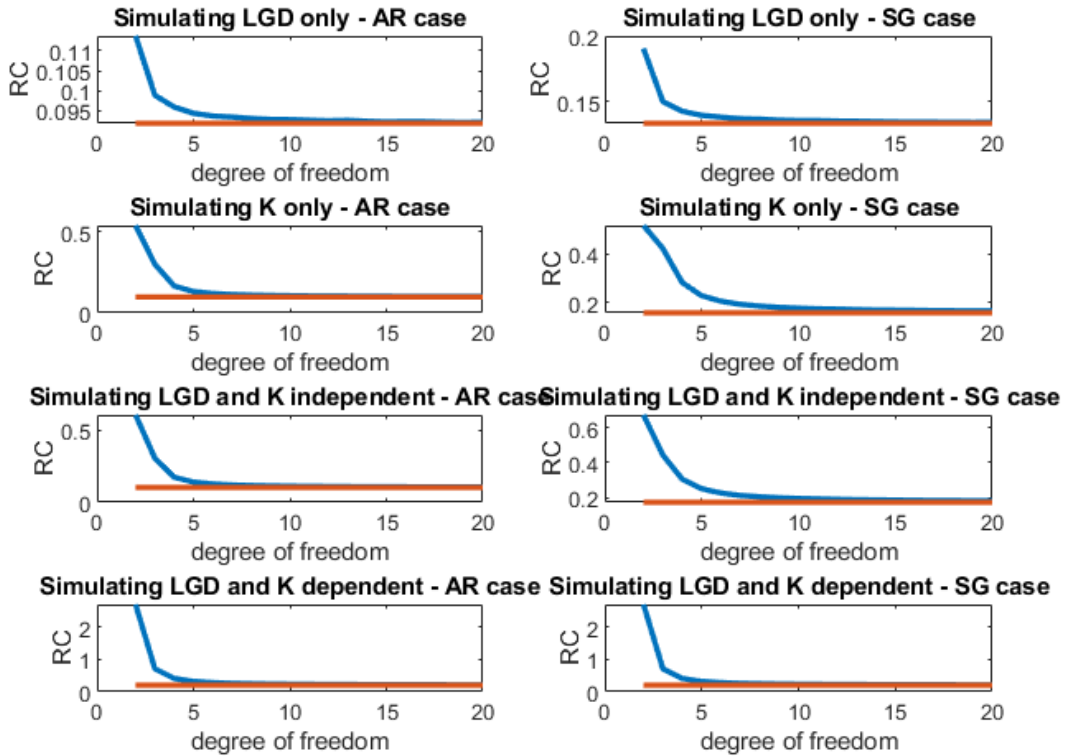 Simulating LGD only - AR case
RC
0.11
0.105
0.1
0.095
0 5 10 15 20
degree of freedom
Simulating LGD only - SG case
RC
0.2
0.15
0 5 10 15 20
degree of freedom
Simulating K only - AR case
RC
0.5
0
0 5 10 15 20
degree of freedom
Simulating K only - SG case
RC
0.4
0.2
0 5 10 15 20
degree of freedom
Simulating LGD and K independent - AR case
RC
0.5
0
0 5 10 15 20
degree of freedom
Simulating LGD and K independent - SG case
RC
0.6
0.4
0.2
0 5 10 15 20
degree of freedom
Simulating LGD and K dependent - AR case
RC
2
1
0
0 5 10 15 20
degree of freedom
Simulating LGD and K dependent - SG case
RC
2
1
0
0 5 10 15 20
degree of freedom